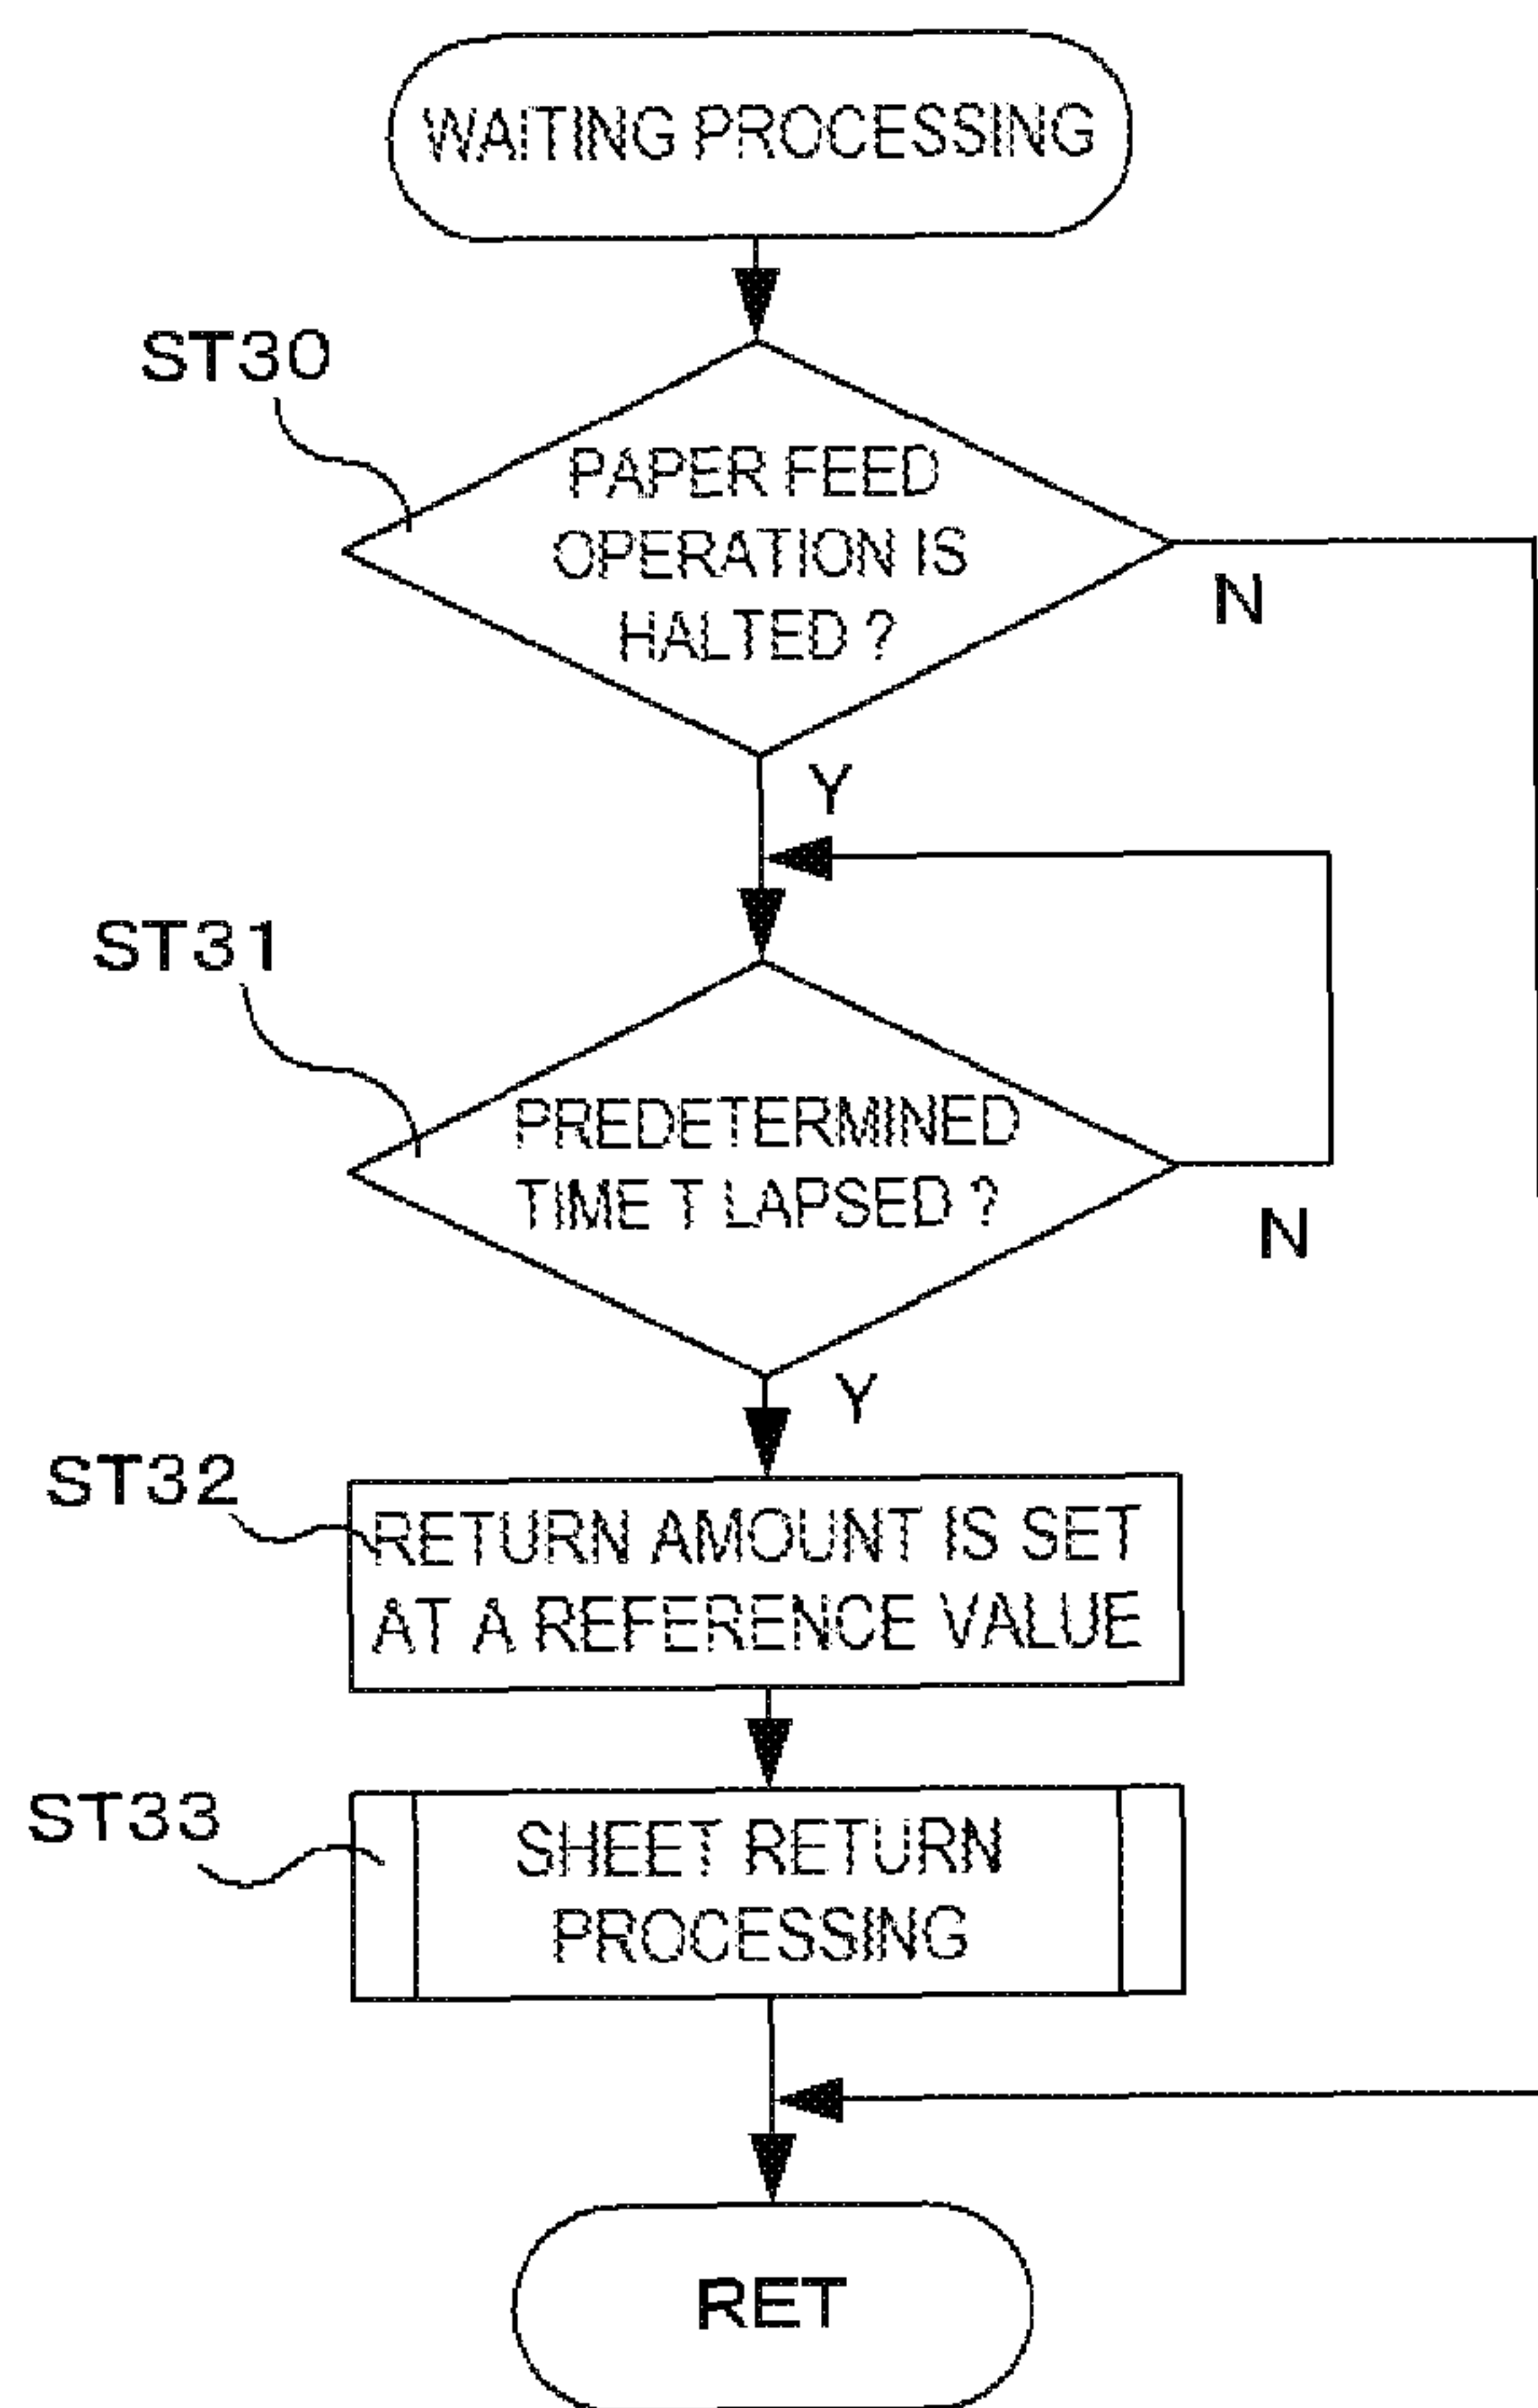 WAITING PROCESSING
ST30
PAPER FEED
OPERATION IS
HALTED ?
N
Y
ST31
PREDETERMINED
TIME T LAPSED ?
N
Y
ST32
RETURN AMOUNT IS SET
AT A REFERENCE VALUE
ST33
SHEET RETURN
PROCESSING
RET